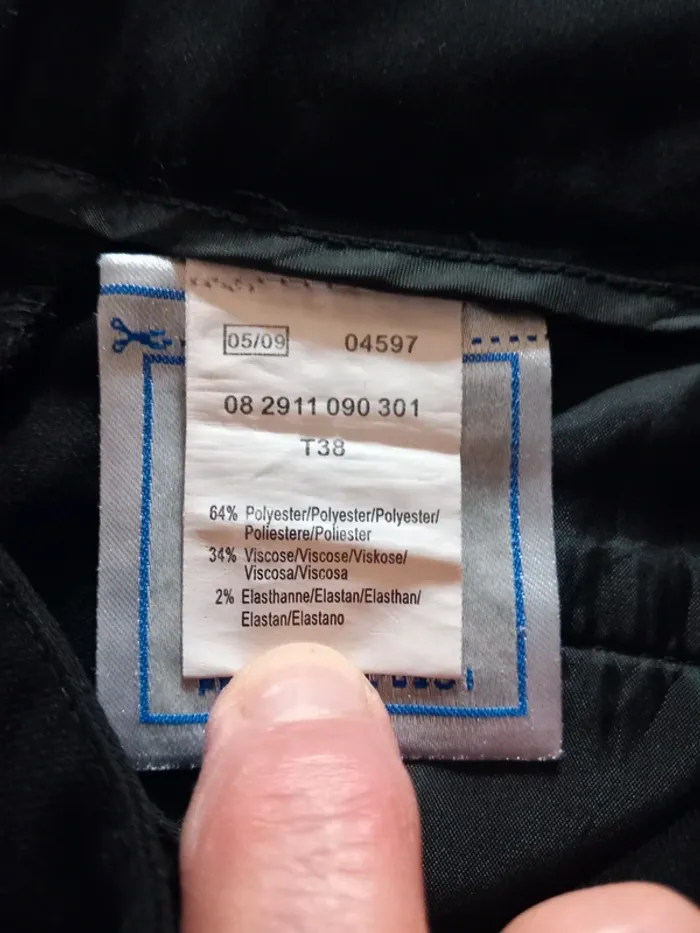 05/09 04597
08 2911 090 301
T38
64% Polyester/Polyester/Polyester/
Poliestere/Poliester
34% Viscose/Viscose/Viskose/
Viscosa/Viscosa
2% Elasthanne/Elastan/Elasthan/
Elastan/Elastano